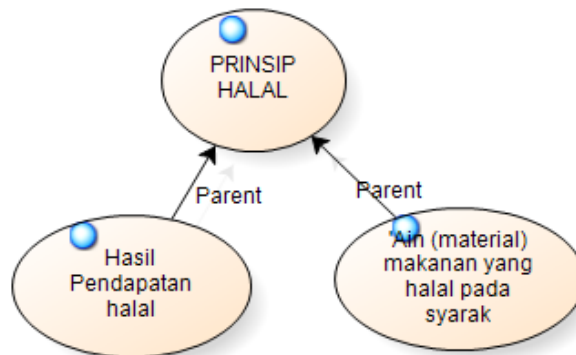 PRINSIP
HALAL
Parent
Parent
Hasil
Pendapatan
halal
'Ain (material)
makanan yang
halal pada
syarak